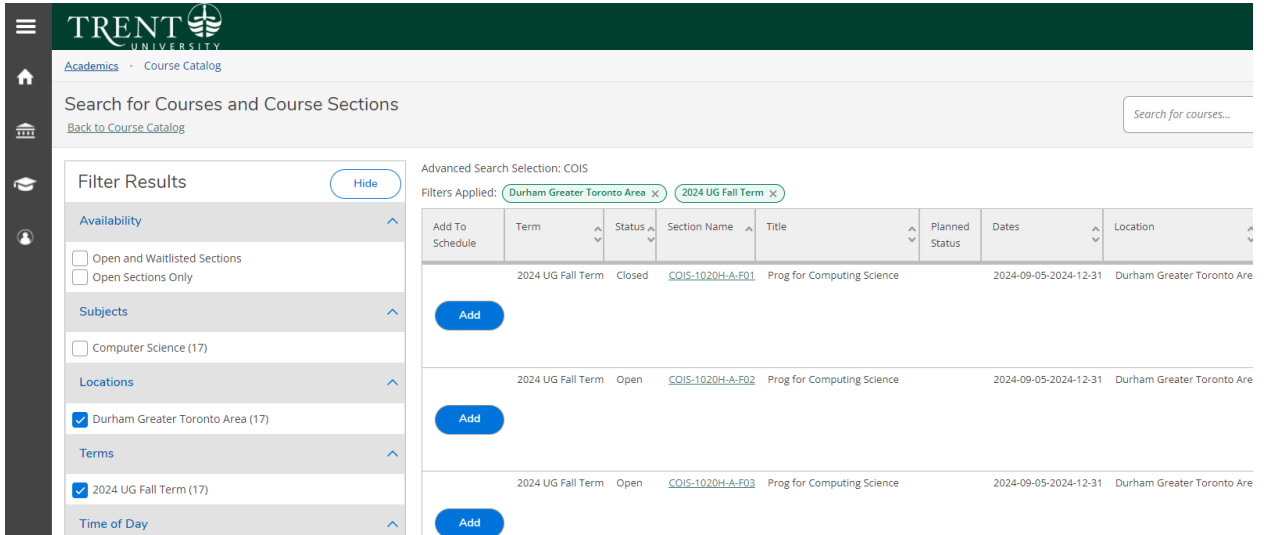 TRENT
UNIVERSITY
Academics · Course Catalog
Search for Courses and Course Sections
Back to Course Catalog
Search for courses...
Filter Results
Hide
Availability
Open and Waitlisted Sections
Open Sections Only
Subjects
Computer Science (17)
Locations
Durham Greater Toronto Area (17)
Terms
2024 UG Fall Term (17)
Time of Day
Advanced Search Selection: COIS
Filters Applied: Durham Greater Toronto Area × 2024 UG Fall Term ×
Add To Schedule Term Status Section Name Title Planned Status Dates Location
2024 UG Fall Term Closed COIS-1020H-A-F01 Prog for Computing Science 2024-09-05-2024-12-31 Durham Greater Toronto Are
Add
2024 UG Fall Term Open COIS-1020H-A-F02 Prog for Computing Science 2024-09-05-2024-12-31 Durham Greater Toronto Are
Add
2024 UG Fall Term Open COIS-1020H-A-F03 Prog for Computing Science 2024-09-05-2024-12-31 Durham Greater Toronto Are
Add